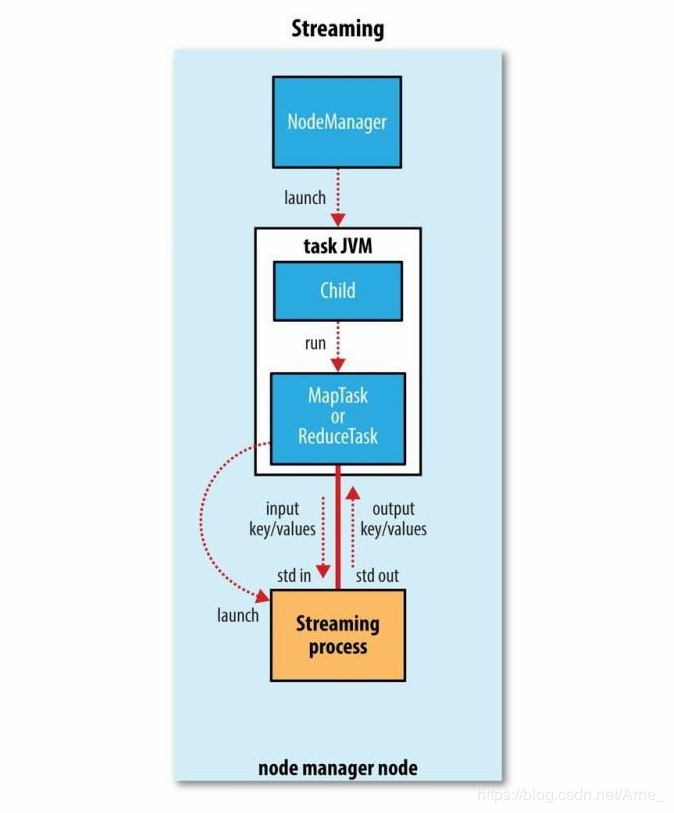 Streaming
NodeManager
launch
task JVM
Child
run
MapTask
or
ReduceTask
input
key/values
output
key/values
std in
std out
launch
Streaming
process
node manager node
https://blog.csdn.net/Ame_